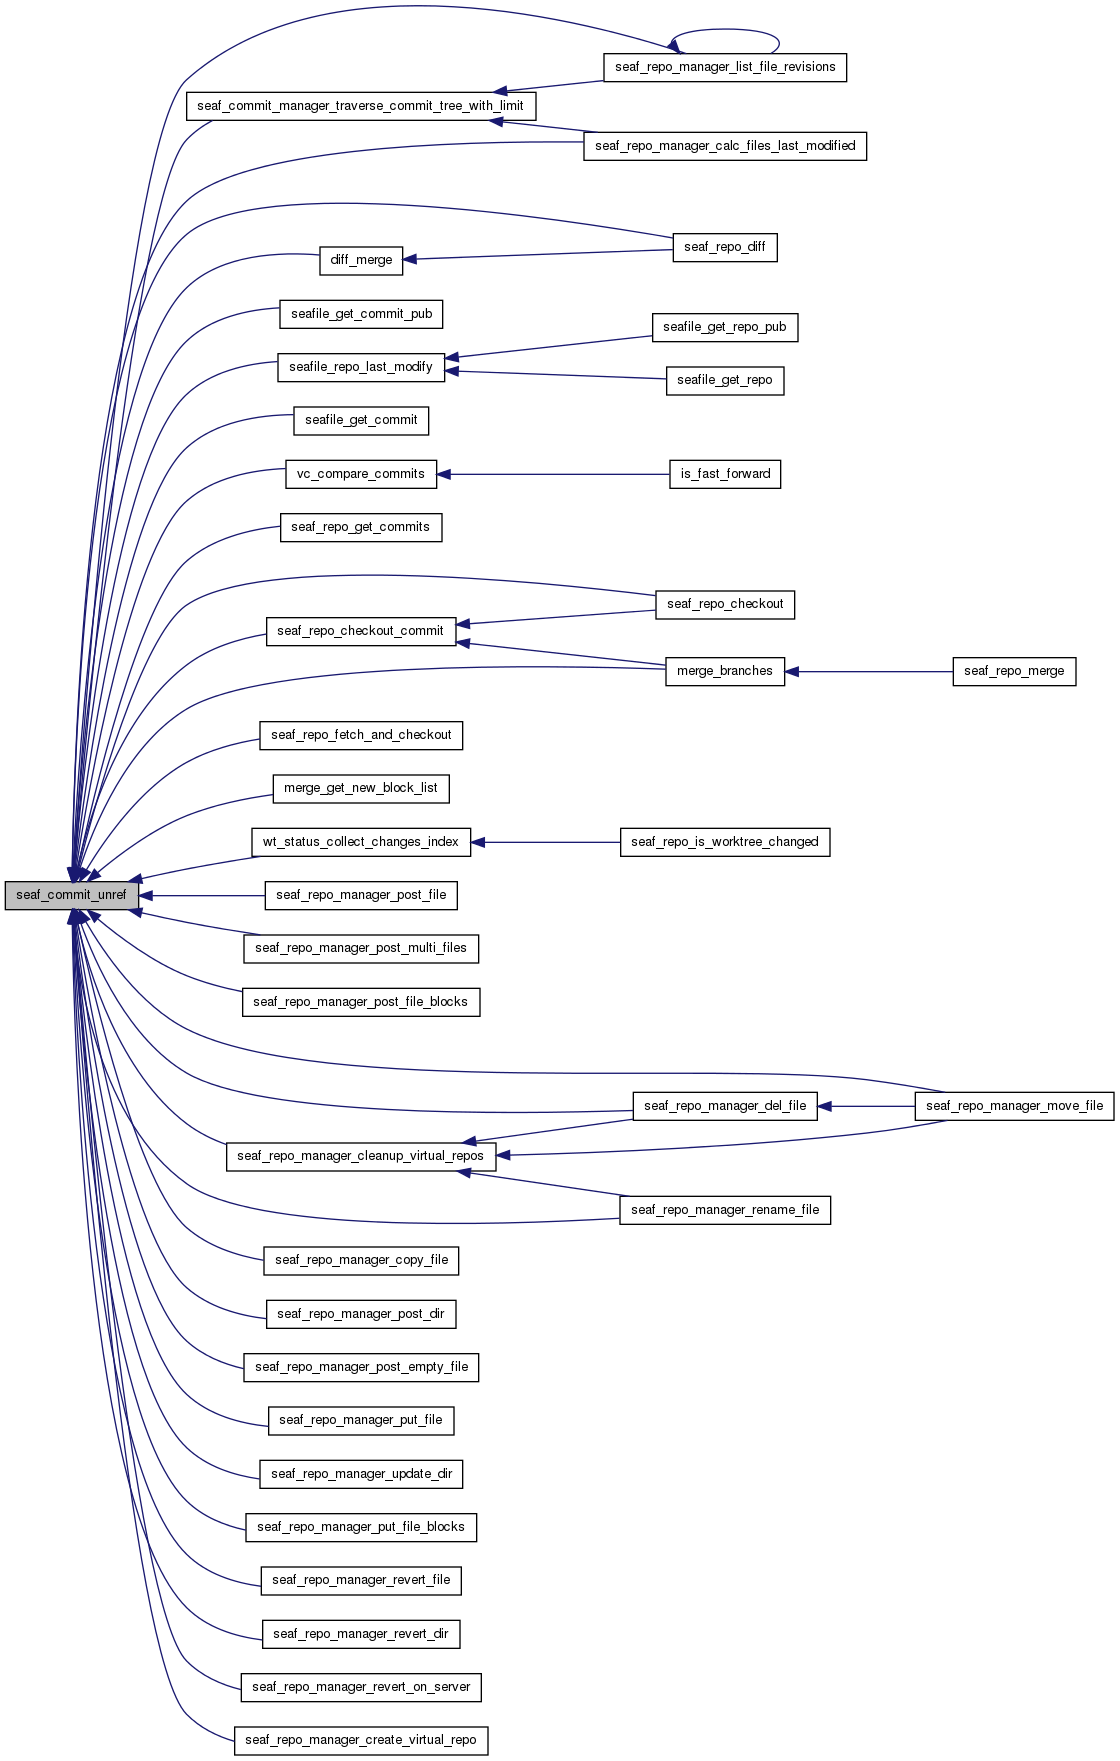 seaf_repo_manager_list_file_revisions
seaf_commit_manager_traverse_commit_tree_with_limit
seaf_repo_manager_calc_files_last_modified
seaf_repo_diff
diff_merge
seafile_get_commit_pub
seafile_get_repo_pub
seafile_repo_last_modify
seafile_get_repo
seafile_get_commit
vc_compare_commits
is_fast_forward
seaf_repo_get_commits
seaf_repo_checkout
seaf_repo_checkout_commit
merge_branches
seaf_repo_merge
seaf_repo_fetch_and_checkout
merge_get_new_block_list
wt_status_collect_changes_index
seaf_repo_is_worktree_changed
seaf_commit_unref
seaf_repo_manager_post_file
seaf_repo_manager_post_multi_files
seaf_repo_manager_post_file_blocks
seaf_repo_manager_del_file
seaf_repo_manager_move_file
seaf_repo_manager_cleanup_virtual_repos
seaf_repo_manager_rename_file
seaf_repo_manager_copy_file
seaf_repo_manager_post_dir
seaf_repo_manager_post_empty_file
seaf_repo_manager_put_file
seaf_repo_manager_update_dir
seaf_repo_manager_put_file_blocks
seaf_repo_manager_revert_file
seaf_repo_manager_revert_dir
seaf_repo_manager_revert_on_server
seaf_repo_manager_create_virtual_repo